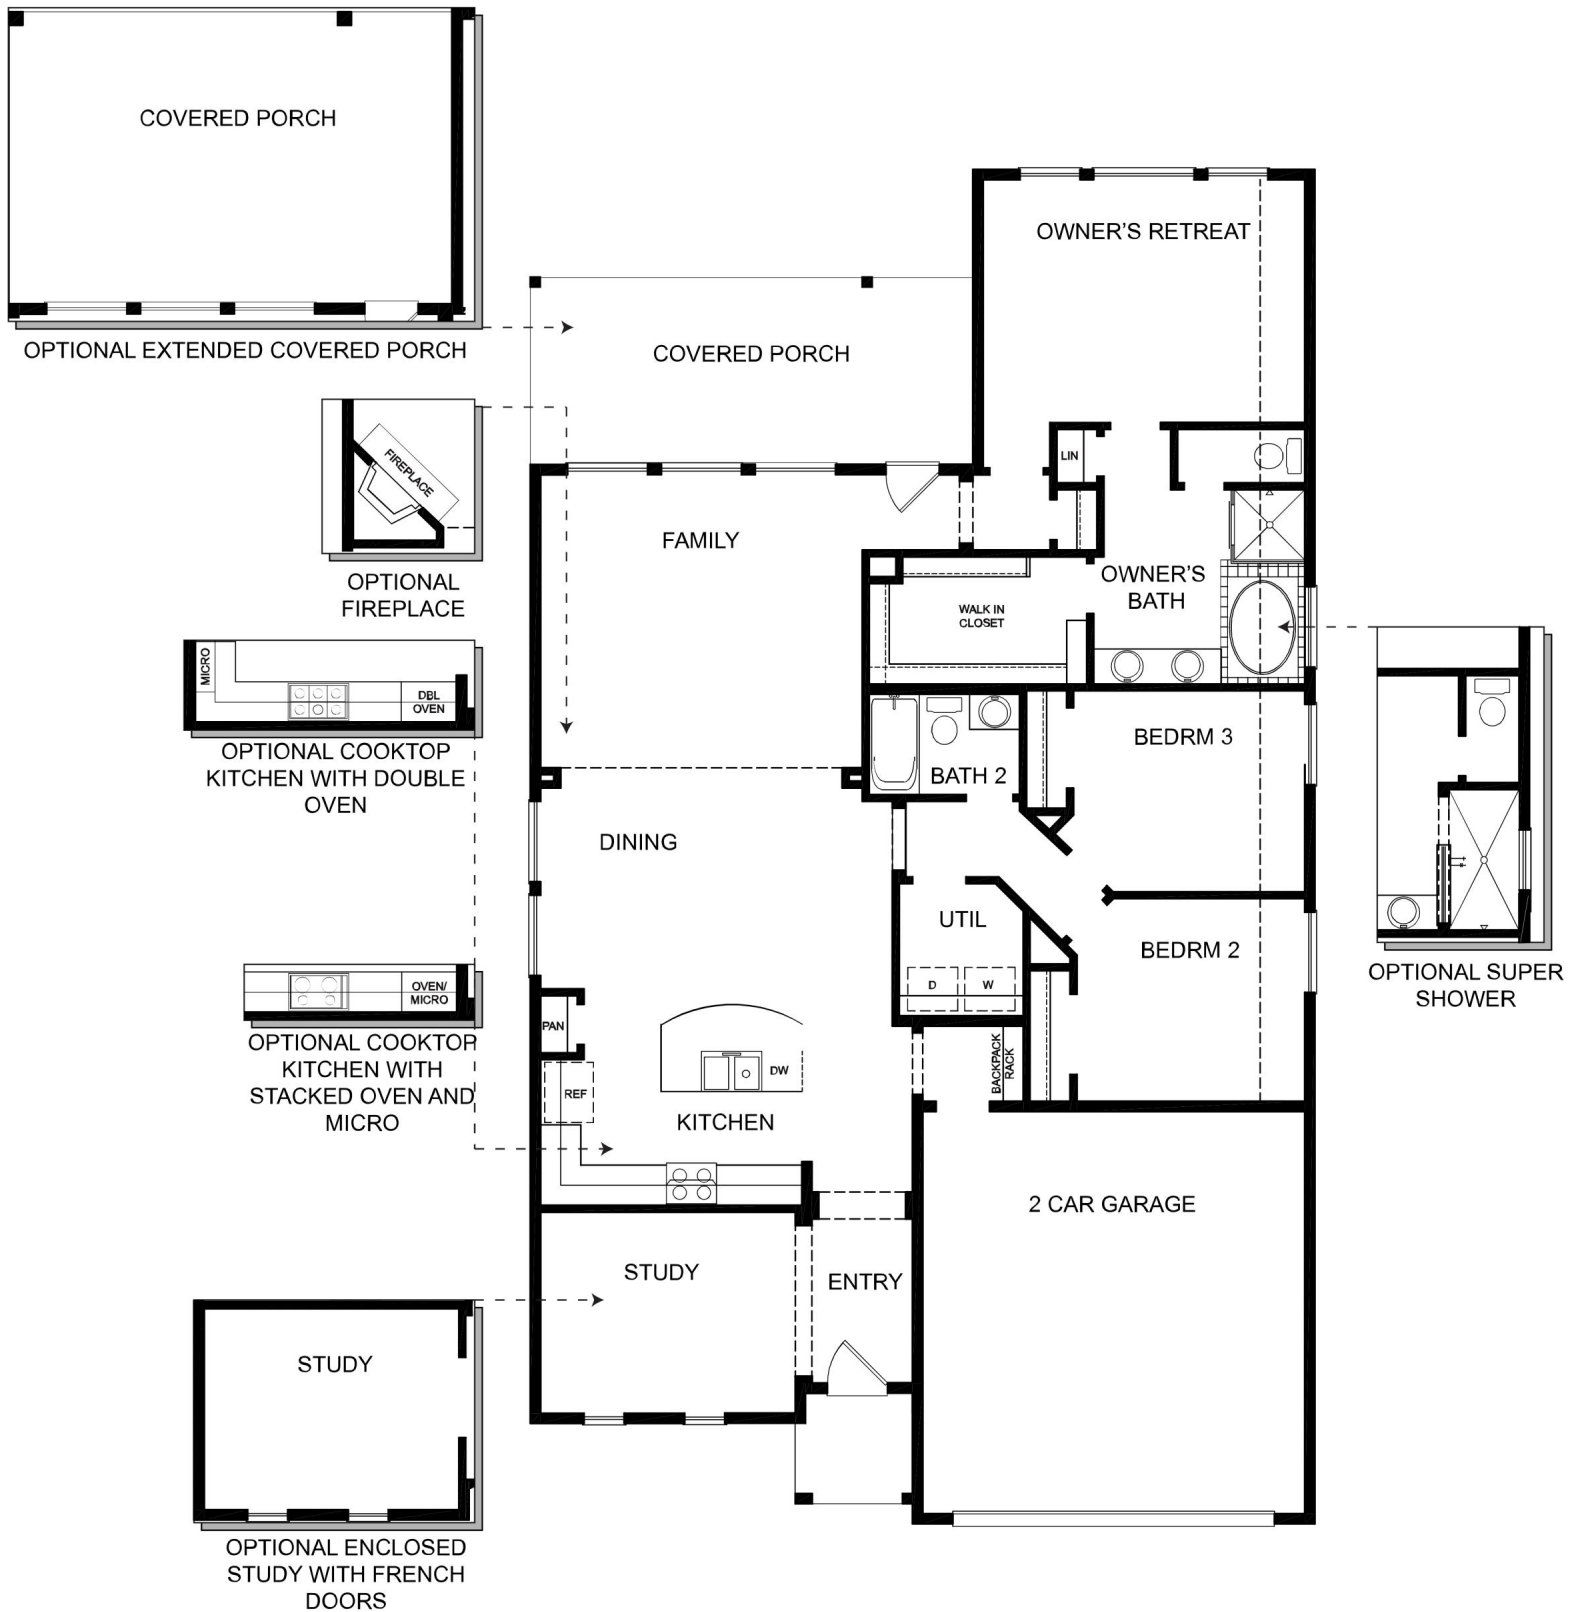 COVERED PORCH
OPTIONAL EXTENDED COVERED PORCH
OWNER'S RETREAT
COVERED PORCH
LIN
FIREPLACE
OPTIONAL
FIREPLACE
FAMILY
OWNER'S
BATH
WALK IN
CLOSET
MICRO
DBL
OVEN
OPTIONAL COOKTOP
KITCHEN WITH DOUBLE
OVEN
BATH 2
BEDRM 3
DINING
UTIL
BEDRM 2
D
W
OPTIONAL SUPER
SHOWER
OVEN/
MICRO
OPTIONAL COOKTOP
KITCHEN WITH
STACKED OVEN AND
MICRO
PAN
REF
DW
KITCHEN
BACKPACK
RACK
2 CAR GARAGE
STUDY
ENTRY
STUDY
OPTIONAL ENCLOSED
STUDY WITH FRENCH
DOORS